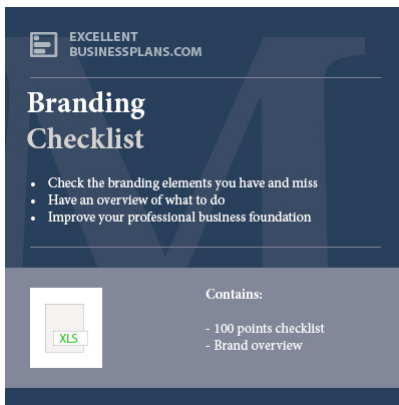 EXCELLENT
BUSINESSPLANS.COM
Branding
Checklist
• Check the branding elements you have and miss
• Have an overview of what to do
• Improve your professional business foundation
Contains:
- 100 points checklist
- Brand overview
XLS